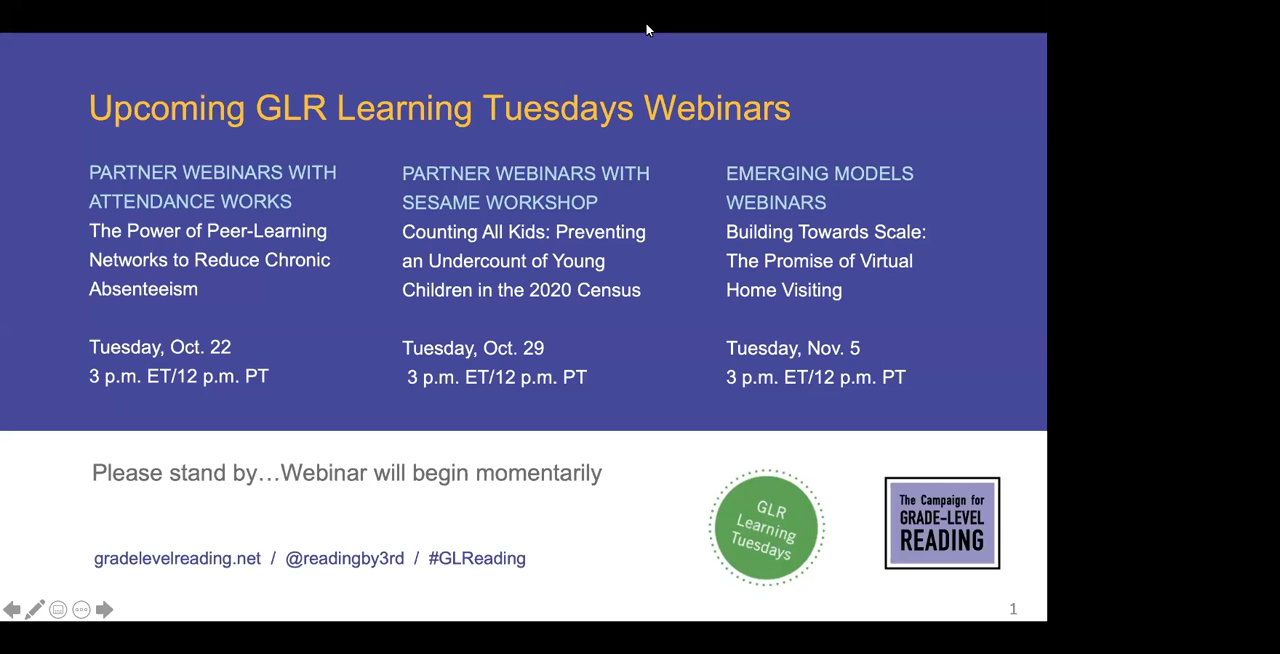 Upcoming GLR Learning Tuesdays Webinars
PARTNER WEBINARS WITH
ATTENDANCE WORKS
The Power of Peer-Learning
Networks to Reduce Chronic
Absenteeism
Tuesday, Oct. 22
3 p.m. ET/12 p.m. PT
PARTNER WEBINARS WITH
SESAME WORKSHOP
Counting All Kids: Preventing
an Undercount of Young
Children in the 2020 Census
Tuesday, Oct. 29
3 p.m. ET/12 p.m. PT
EMERGING MODELS
WEBINARS
Building Towards Scale:
The Promise of Virtual
Home Visiting
Tuesday, Nov. 5
3 p.m. ET/12 p.m. PT
Please stand by…Webinar will begin momentarily
gradelevelreading.net / @readingby3rd / #GLReading
GLR
Learning
Tuesdays
The Campaign for
GRADE-LEVEL
READING
1